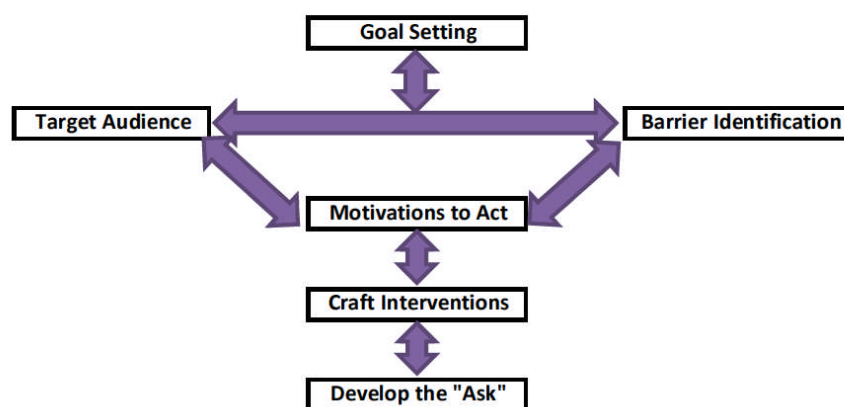 Goal Setting
Target Audience
Barrier Identification
Motivations to Act
Craft Interventions
Develop the "Ask"